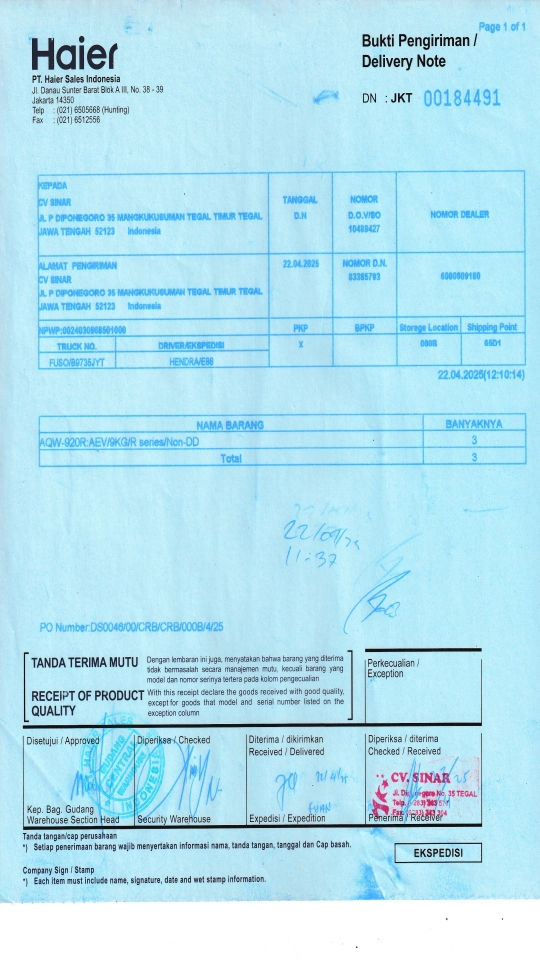 Page 1 of 1
Haier
PT. Haier Sales Indonesia
Jl. Danau Sunter Barat Blok A III, No. 38 - 39
Jakarta 14350
Telp : (021) 6505668 (Hunting)
Fax : (021) 6512556
Bukti Pengiriman /
Delivery Note
DN : JKT 00184491
KEPADA
CV SINAR
JL P DIPONEGORO 35 MANGKUKUSUMAN TEGAL TIMUR TEGAL
JAWA TENGAH 52123 Indonesia
TANGGAL
D.N
NOMOR
D.O.V/SO
10489427
NOMOR DEALER
ALAMAT PENGIRIMAN
CV SINAR
JL P DIPONEGORO 35 MANGKUKUSUMAN TEGAL TIMUR TEGAL
JAWA TENGAH 52123 Indonesia
22.04.2025
NOMOR D.N.
83385793
PKP
BPKP
Storege Location
Shipping Point
TRUCK NO.
DRIVER/EKSPEDISI
X
000B
FUSO/B9735JYT
22.04.2025(12:10:14)
NAMA BARANG
BANYAKNYA
AQW-920R:AEV/9KG/R series/Non-DD
3
Total
3
11:37
PO Number:DS0046/00/CRB/CRB/000B/4/25
TANDA TERIMA MUTU
Dengan lembaran ini juga, menyatakan bahwa barang yang diterima
tidak bermasalah secara manajemen mutu, kecuali barang yang
model dan nomor serinya tertera pada kolom pengecualian
RECEIPT OF PRODUCT
QUALITY
With this receipt declare the goods received with good quality,
except for goods that model and serial number listed on the
exception column
Perkecualian /
Exception
Disetujui / Approved
Diperiksa / Checked
Diterima / dikirimkan
Received / Delivered
Diperiksa / diterima
Checked / Received
GUDANG
CENTRE
INDONESIA
CV. SINAR
Kep. Bag. Gudang
Warehouse Section Head
Security Warehouse
Expedisi / Expedition
Penerima / Receiver
Tanda tangan/cap perusahaan
*) Setiap penerimaan barang wajib menyertakan informasi nama, tanda tangan, tanggal dan Cap basah.
EKSPEDISI
Company Sign / Stamp
*) Each item must include name, signature, date and wet stamp information.